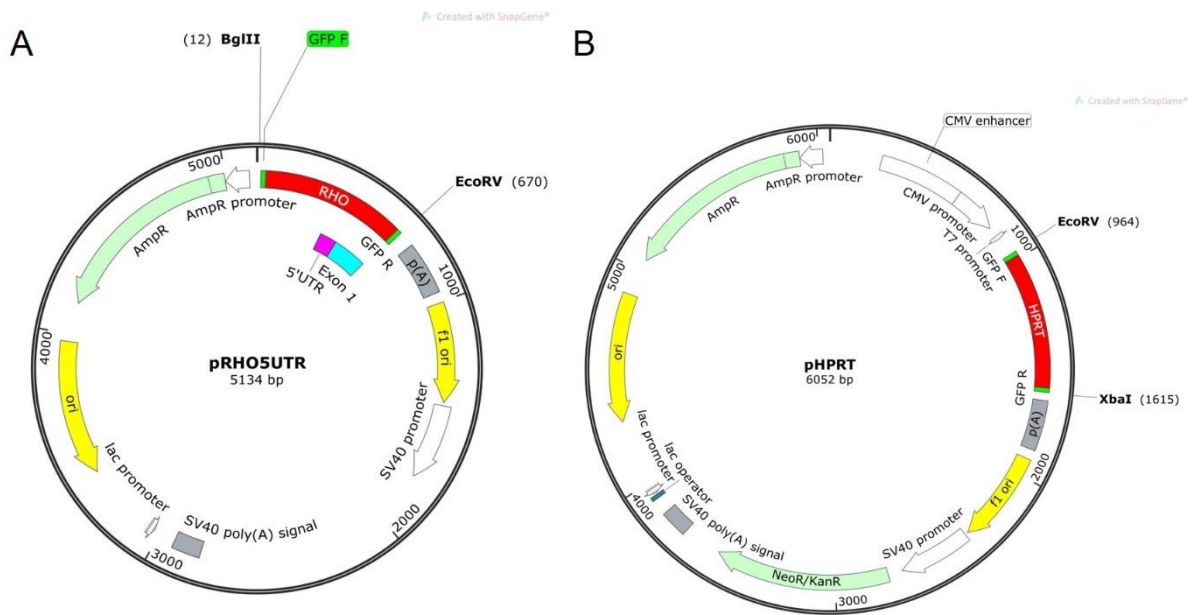 A
Created with SnapGene®
(12) BglII
GFP F
5000
AmpR promoter
AmpR
RHO
EcoRV (670)
GFP R
5'UTR
Exon 1
p(A)
1000
f1 ori
4000
pRHO5UTR
5134 bp
ori
SV40 promoter
lac promoter
SV40 poly(A) signal
2000
3000
B
Created with SnapGene®
CMV enhancer
6000
AmpR promoter
AmpR
CMV promoter
T7 promoter
1000
EcoRV (964)
GFP F
HPRT
5000
ori
pHPRT
6052 bp
GFP R
XbaI (1615)
p(A)
2000
f1 ori
lac promoter
lac operator
4000
SV40 poly(A) signal
SV40 promoter
NeoR/KanR
3000